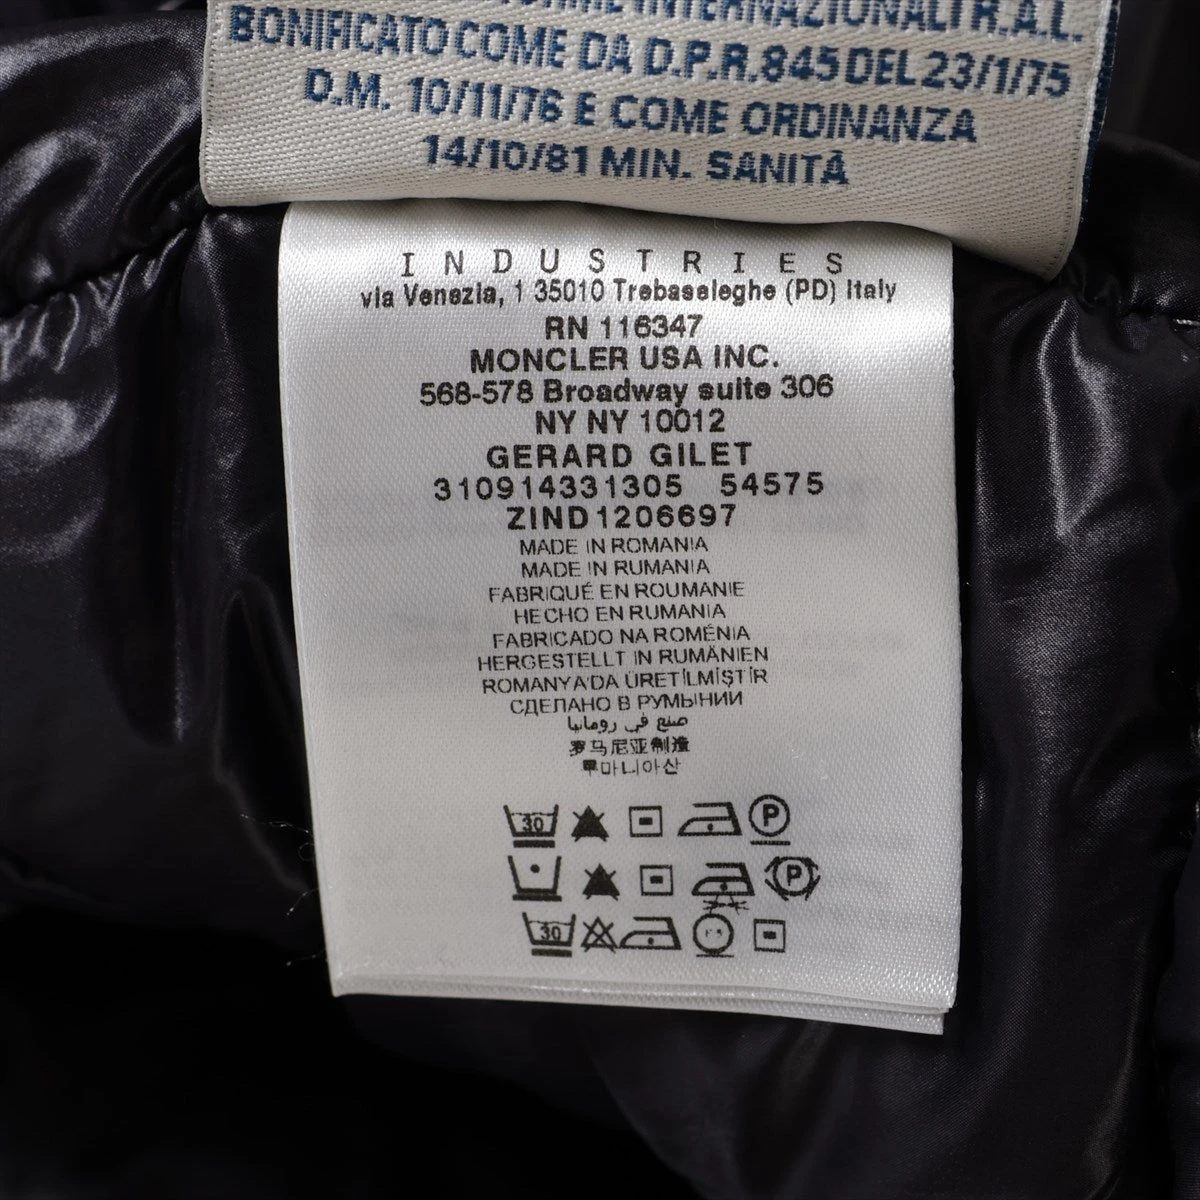 INTERNAZIONALI R.A.L.
BONIFICATO COME DA D.P.R.845 DEL 23/1/75
D.M. 10/11/76 E COME ORDINANZA
14/10/81 MIN. SANITÀ
INDUSTRIES
via Venezia, 1 35010 Trebaseleghe (PD) Italy
RN 116347
MONCLER USA INC.
568-578 Broadway suite 306
NY NY 10012
GERARD GILET
310914331305 54575
ZIND1206697
MADE IN ROMANIA
MADE IN RUMANIA
FABRIQUÉ EN ROUMANIE
HECHO EN RUMANIA
FABRICADO NA ROMÉNIA
HERGESTELLT IN RUMÄNIEN
ROMANYA'DA ÜRETİLMİŞTİR
СДЕЛАНО В РУМЫНИИ
صنع في رومانيا
罗马尼亚制造
루마니아산
30 P
P
30